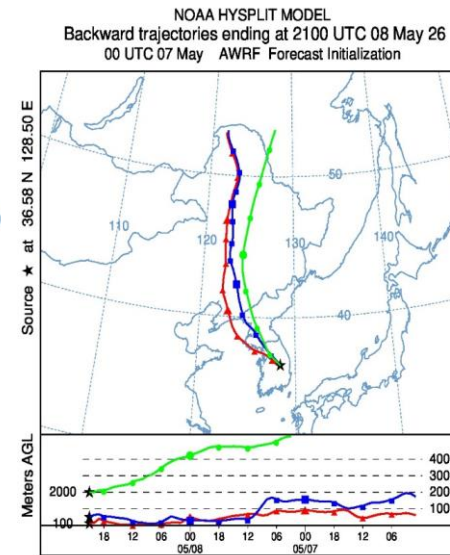 NOAA HYSPLIT MODEL
Backward trajectories ending at 2100 UTC 08 May 26
00 UTC 07 May AWRF Forecast Initialization
Source ★ at 36.58 N 128.50 E
110
120
130
140
50
40
Meters AGL
2000
100
400
300
200
100
18 12 06 00 18 12 06 00 18 12 06
05/08 05/07